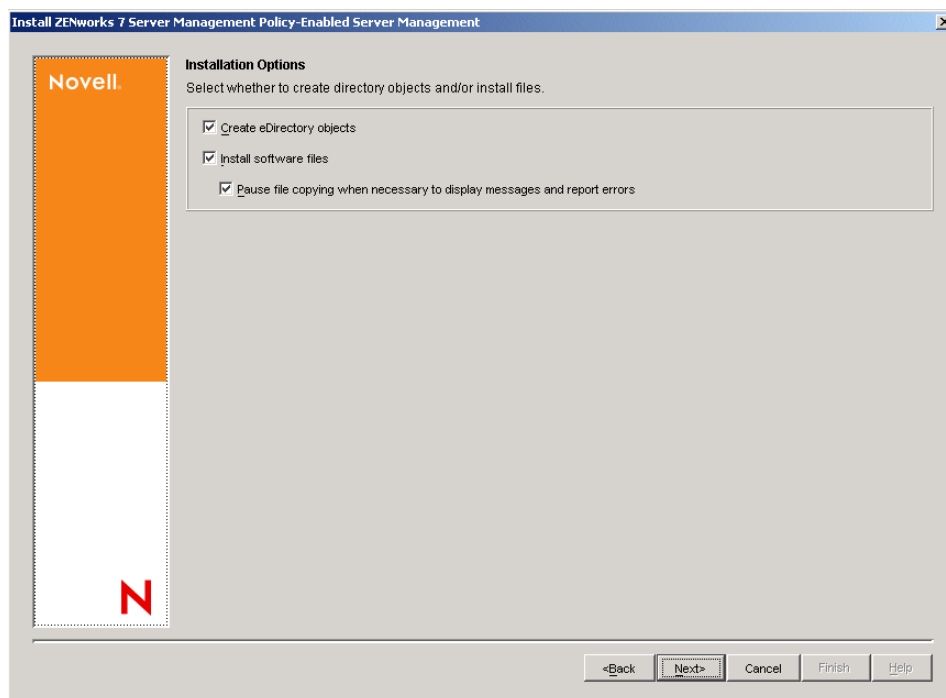 Install ZENworks 7 Server Management Policy-Enabled Server Management
Novell.
Installation Options
Select whether to create directory objects and/or install files.
Create eDirectory objects
Install software files
Pause file copying when necessary to display messages and report errors
N
<Back Next> Cancel Finish Help